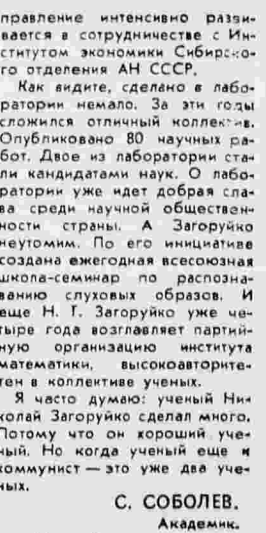 правление интенсивно разви-
вается в сотрудничестве с Ин-
ститутом экономики Сибирско-
го отделения АН СССР.
Как видите, сделано в лабо-
ратории немало. За эти годы
сложился отличный коллектив.
Опубликовано 80 научных ра-
бот. Двое из лаборатории ста-
ли кандидатами наук. О лабо-
ратории уже идет добрая сла-
ва среди научной обществен-
ности страны. А Загоруйко
неутомим. По его инициативе
создана ежегодная всесоюзная
школа-семинар по распозна-
ванию слуховых образов. И
еще Н. Г. Загоруйко уже че-
тыре года возглавляет партий-
ную организацию института
математики, высокоавторите-
тен в коллективе ученых.
Я часто думаю: ученый Ни-
колай Загоруйко сделал много.
Потому что он хороший уче-
ный. Но когда ученый еще и
коммунист — это уже два уче-
ных.
С. СОБОЛЕВ.
Академик.